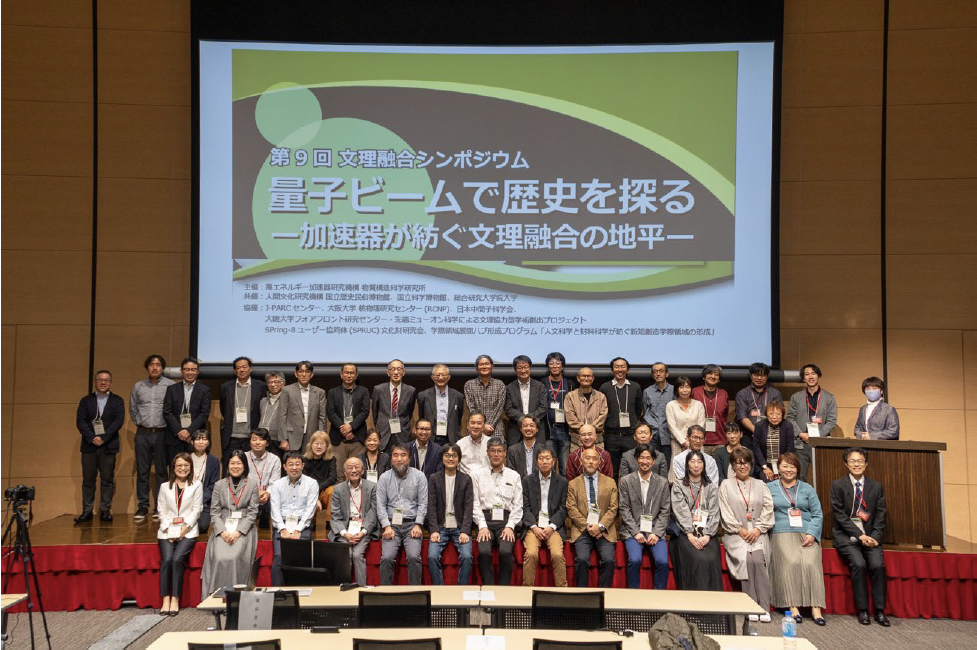 第9回 文理融合シンポジウム
量子ビームで歴史を探る
ー加速器が紡ぐ文理融合の地平ー
主催：高エネルギー加速器研究機構 物質構造科学研究所
共催：人間文化研究機構 国立歴史民俗博物館、国立科学博物館、総合研究大学院大学
協賛：J-PARC センター、大阪大学 核物理研究センター(RCNP)、日本中間子科学会、
大阪大学フォアフロント研究センター・先端ミュオン科学による文理協力型学術創出プロジェクト
SPring-8 ユーザー協同体 (SPRUC) 文化財研究会、学際領域展開ハブ形成プログラム「人文科学と材料科学が紡ぐ新知創造学際領域の形成」